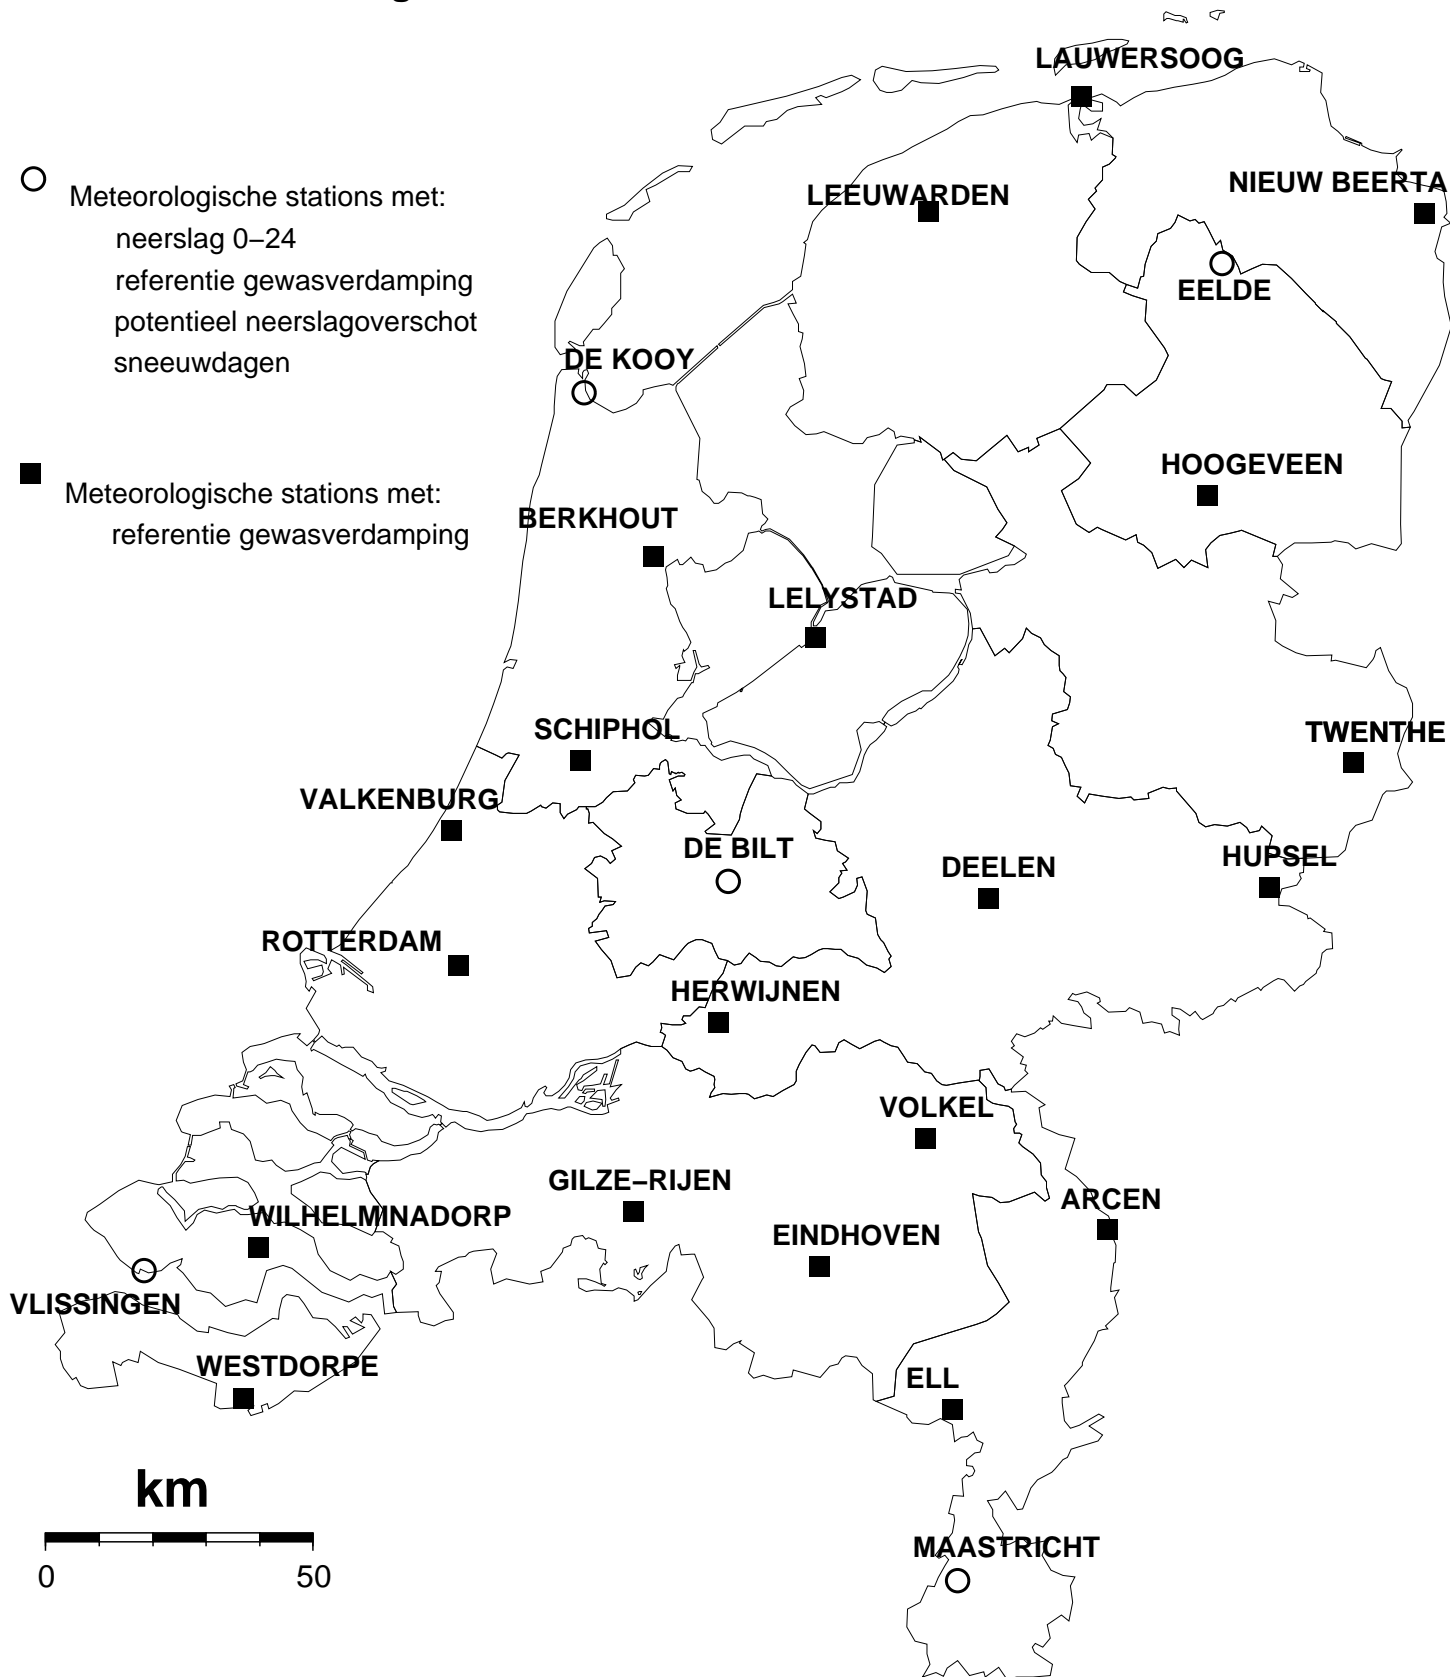 LAUWERSOOG
NIEUW BEERTA
LEEUWARDEN
Meteorologische stations met:
neerslag 0–24
referentie gewasverdamping
potentieel neerslagoverschot
sneeuwdagen
EELDE
DE KOOY
HOOGEVEEN
Meteorologische stations met:
referentie gewasverdamping
BERKHOUT
LELYSTAD
SCHIPHOL
TWENTHE
VALKENBURG
DE BILT
DEELEN
HUPSEL
ROTTERDAM
HERWIJNEN
VOLKEL
GILZE–RIJEN
ARCEN
WILHELMINADORP
EINDHOVEN
VLISSINGEN
WESTDORPE
ELL
km
0 50
MAASTRICHT